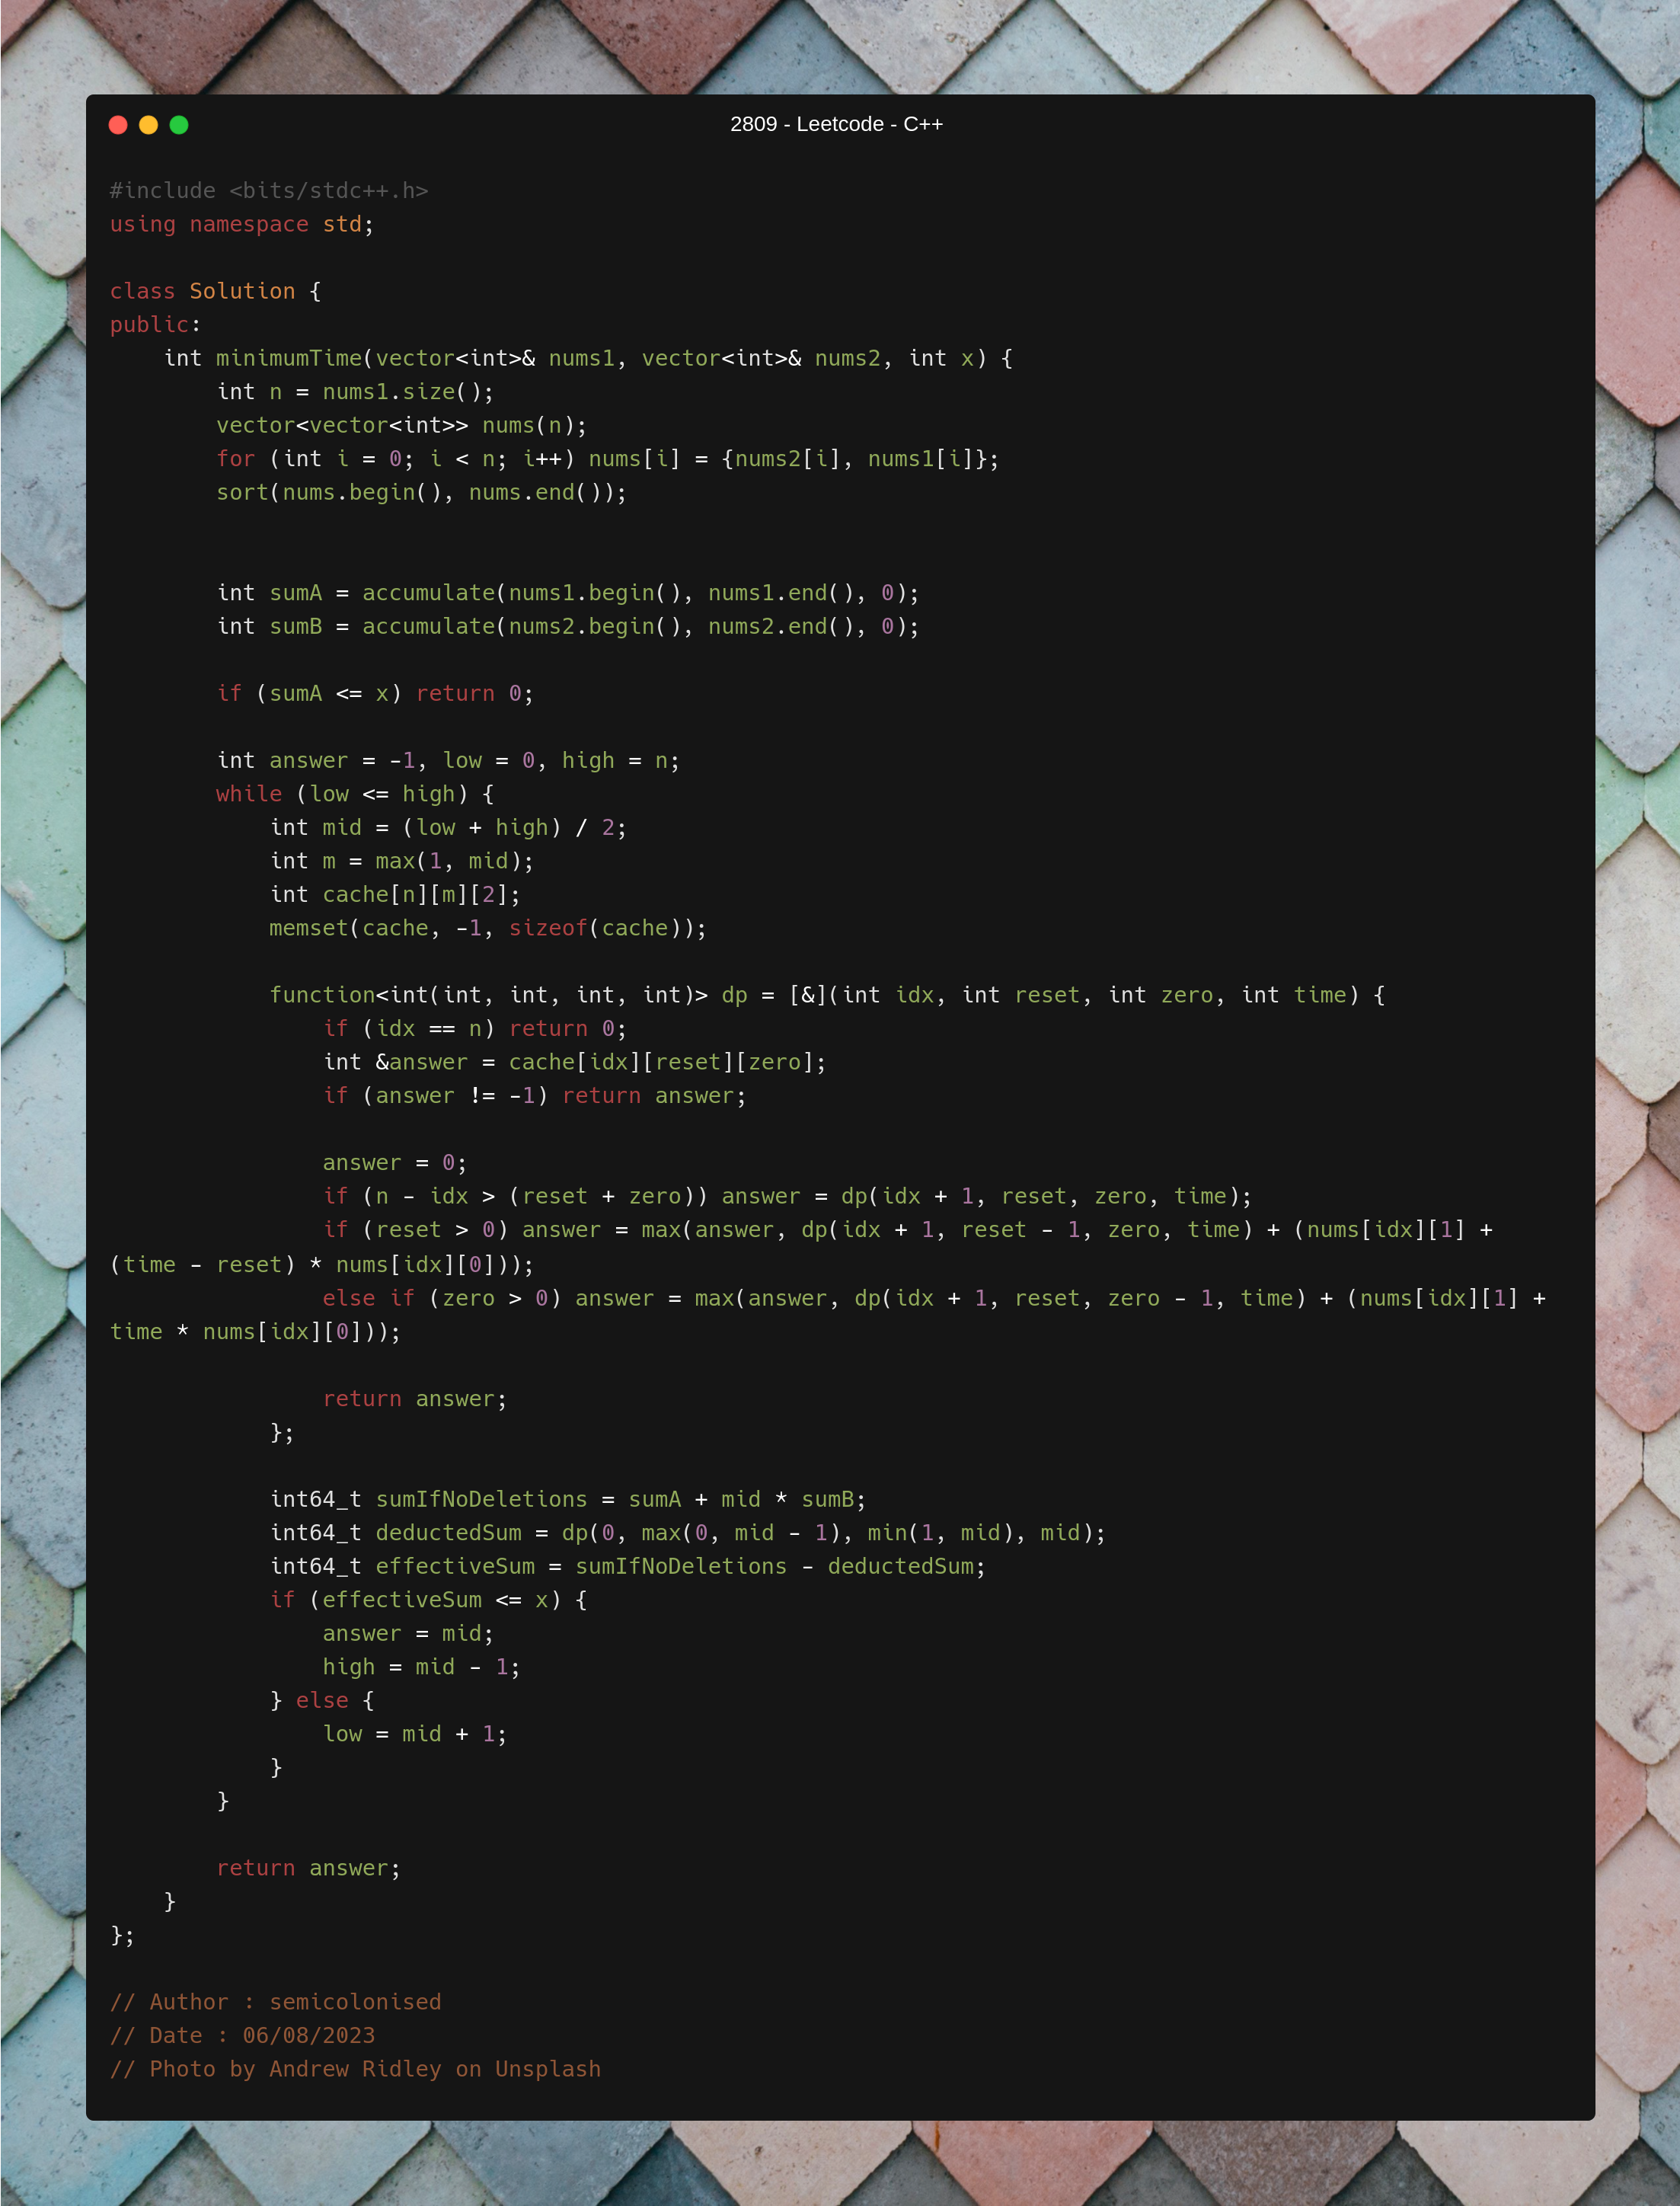 2809 - Leetcode - C++
#include <bits/stdc++.h>
using namespace std;

class Solution {
public:
    int minimumTime(vector<int>& nums1, vector<int>& nums2, int x) {
        int n = nums1.size();
        vector<vector<int>> nums(n);
        for (int i = 0; i < n; i++) nums[i] = {nums2[i], nums1[i]};
        sort(nums.begin(), nums.end());


        int sumA = accumulate(nums1.begin(), nums1.end(), 0);
        int sumB = accumulate(nums2.begin(), nums2.end(), 0);

        if (sumA <= x) return 0;

        int answer = -1, low = 0, high = n;
        while (low <= high) {
            int mid = (low + high) / 2;
            int m = max(1, mid);
            int cache[n][m][2];
            memset(cache, -1, sizeof(cache));

            function<int(int, int, int, int)> dp = [&](int idx, int reset, int zero, int time) {
                if (idx == n) return 0;
                int &answer = cache[idx][reset][zero];
                if (answer != -1) return answer;

                answer = 0;
                if (n - idx > (reset + zero)) answer = dp(idx + 1, reset, zero, time);
                if (reset > 0) answer = max(answer, dp(idx + 1, reset - 1, zero, time) + (nums[idx][1] +
(time - reset) * nums[idx][0]));
                else if (zero > 0) answer = max(answer, dp(idx + 1, reset, zero - 1, time) + (nums[idx][1] +
time * nums[idx][0]));

                return answer;
            };

            int64_t sumIfNoDeletions = sumA + mid * sumB;
            int64_t deductedSum = dp(0, max(0, mid - 1), min(1, mid), mid);
            int64_t effectiveSum = sumIfNoDeletions - deductedSum;
            if (effectiveSum <= x) {
                answer = mid;
                high = mid - 1;
            } else {
                low = mid + 1;
            }
        }

        return answer;
    }
};

// Author : semicolonised
// Date : 06/08/2023
// Photo by Andrew Ridley on Unsplash